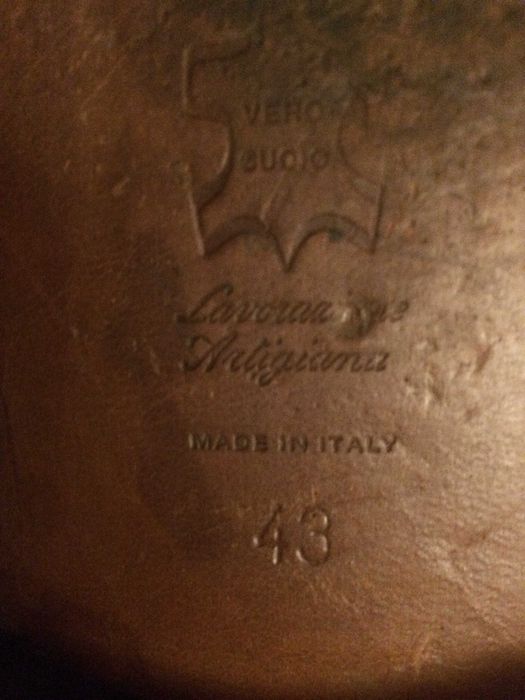 VERO
CUOIO
Lavorazione
Artigiana
MADE IN ITALY
43